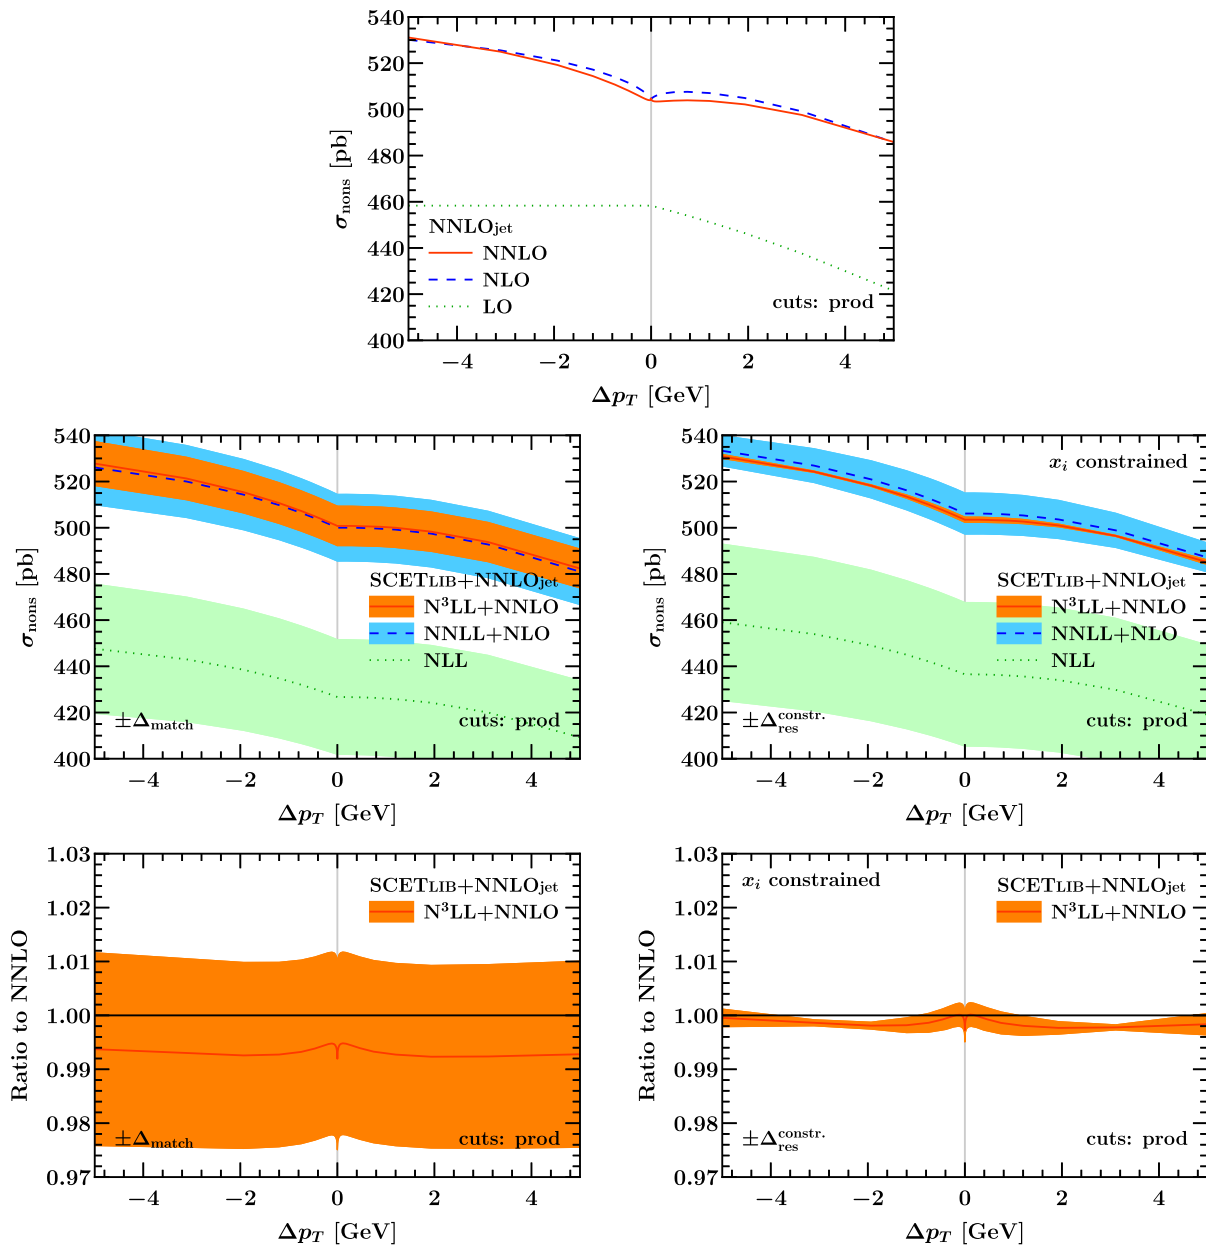 540
520
500
480
460
440
420
400
σnons [pb]
NNLOjet
NNLO
NLO
LO
cuts: prod
−4 −2 0 2 4
ΔpT [GeV]
540
520
500
480
460
440
420
400
σnons [pb]
SCETLIB+NNLOjet
N³LL+NNLO
NNLL+NLO
NLL
±Δmatch
cuts: prod
−4 −2 0 2 4
ΔpT [GeV]
540
520
500
480
460
440
420
400
σnons [pb]
xi constrained
SCETLIB+NNLOjet
N³LL+NNLO
NNLL+NLO
NLL
±Δres constr.
cuts: prod
−4 −2 0 2 4
ΔpT [GeV]
1.03
1.02
1.01
1.00
0.99
0.98
0.97
Ratio to NNLO
SCETLIB+NNLOjet
N³LL+NNLO
±Δmatch
cuts: prod
−4 −2 0 2 4
ΔpT [GeV]
1.03
1.02
1.01
1.00
0.99
0.98
0.97
Ratio to NNLO
xi constrained
SCETLIB+NNLOjet
N³LL+NNLO
±Δres constr.
cuts: prod
−4 −2 0 2 4
ΔpT [GeV]